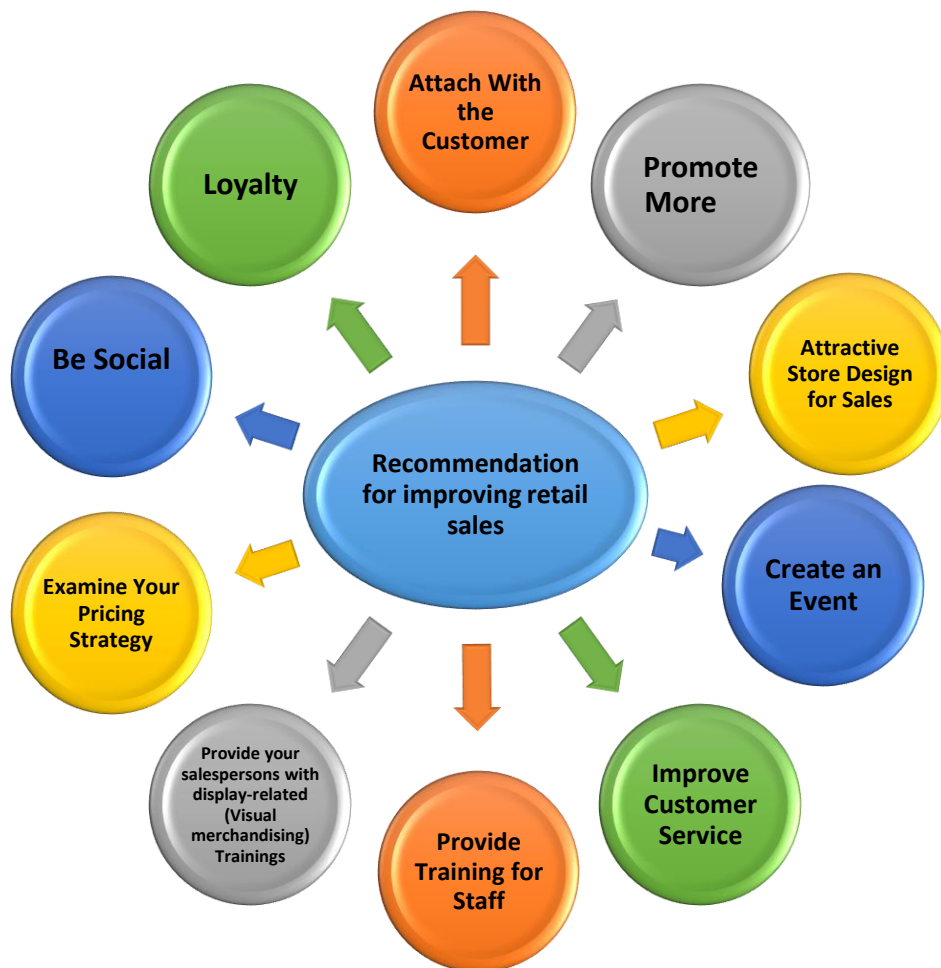 Attach With
the
Customer
Promote
More
Attractive
Store Design
for Sales
Create an
Event
Improve
Customer
Service
Provide
Training for
Staff
Provide your
salespersons with
display-related
(Visual
merchandising)
Trainings
Examine Your
Pricing
Strategy
Be Social
Loyalty
Recommendation
for improving retail
sales